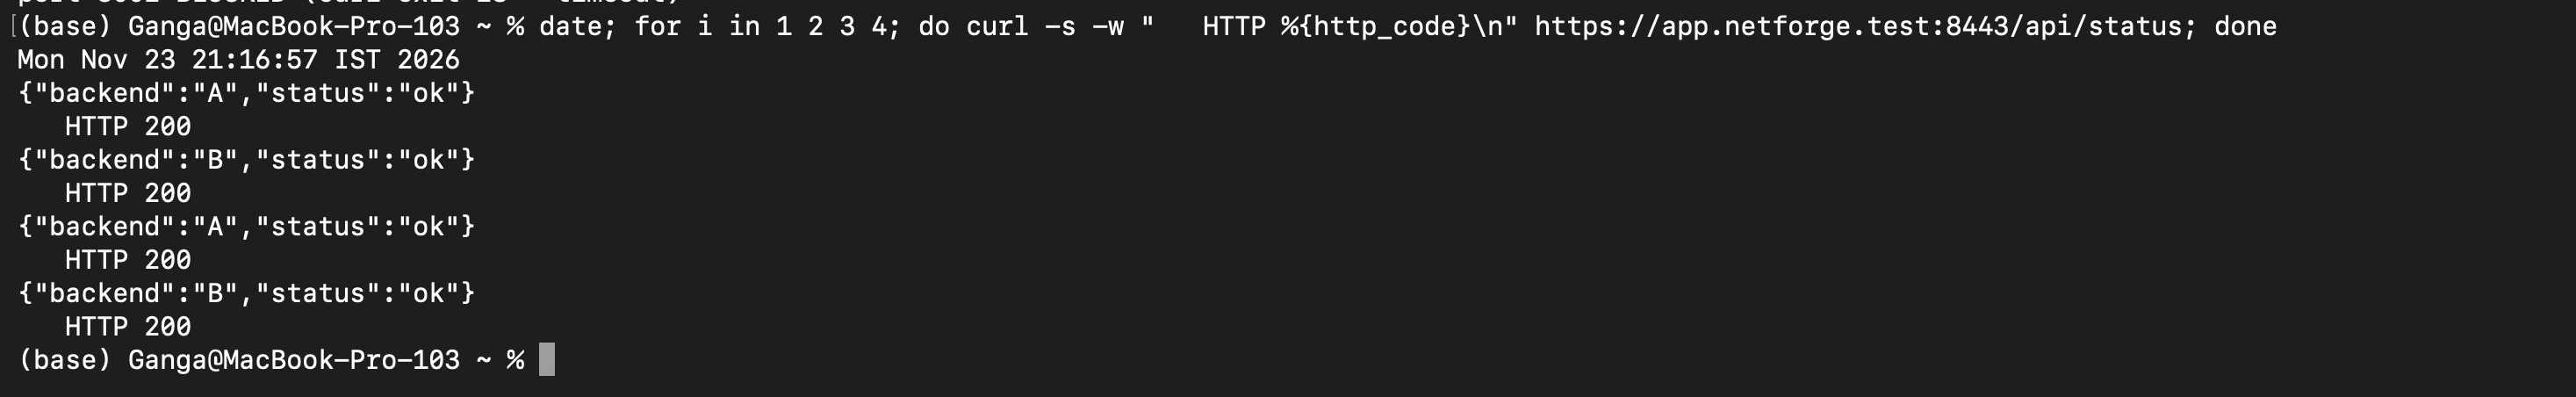 [(base) Ganga@MacBook-Pro-103 ~ % date; for i in 1 2 3 4; do curl -s -w "   HTTP %{http_code}\n" https://app.netforge.test:8443/api/status; done
Mon Nov 23 21:16:57 IST 2026
{"backend":"A","status":"ok"}
   HTTP 200
{"backend":"B","status":"ok"}
   HTTP 200
{"backend":"A","status":"ok"}
   HTTP 200
{"backend":"B","status":"ok"}
   HTTP 200
(base) Ganga@MacBook-Pro-103 ~ %